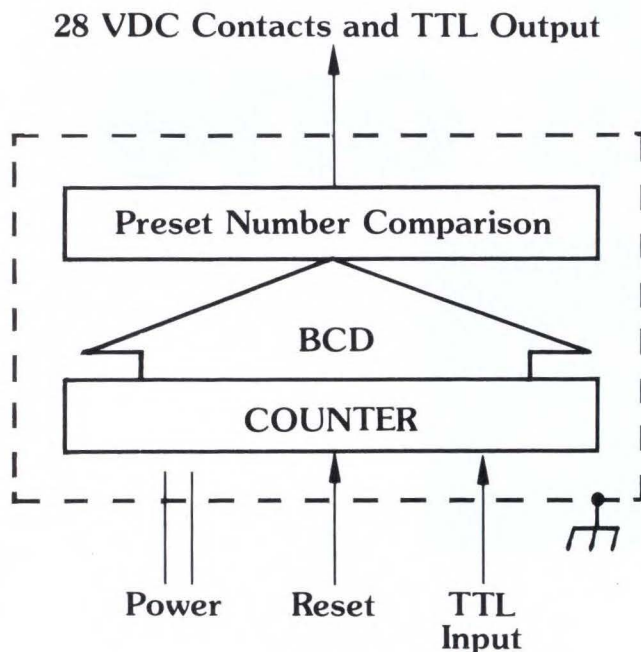 28 VDC Contacts and TTL Output
Preset Number Comparison
BCD
COUNTER
Power Reset TTL
Input